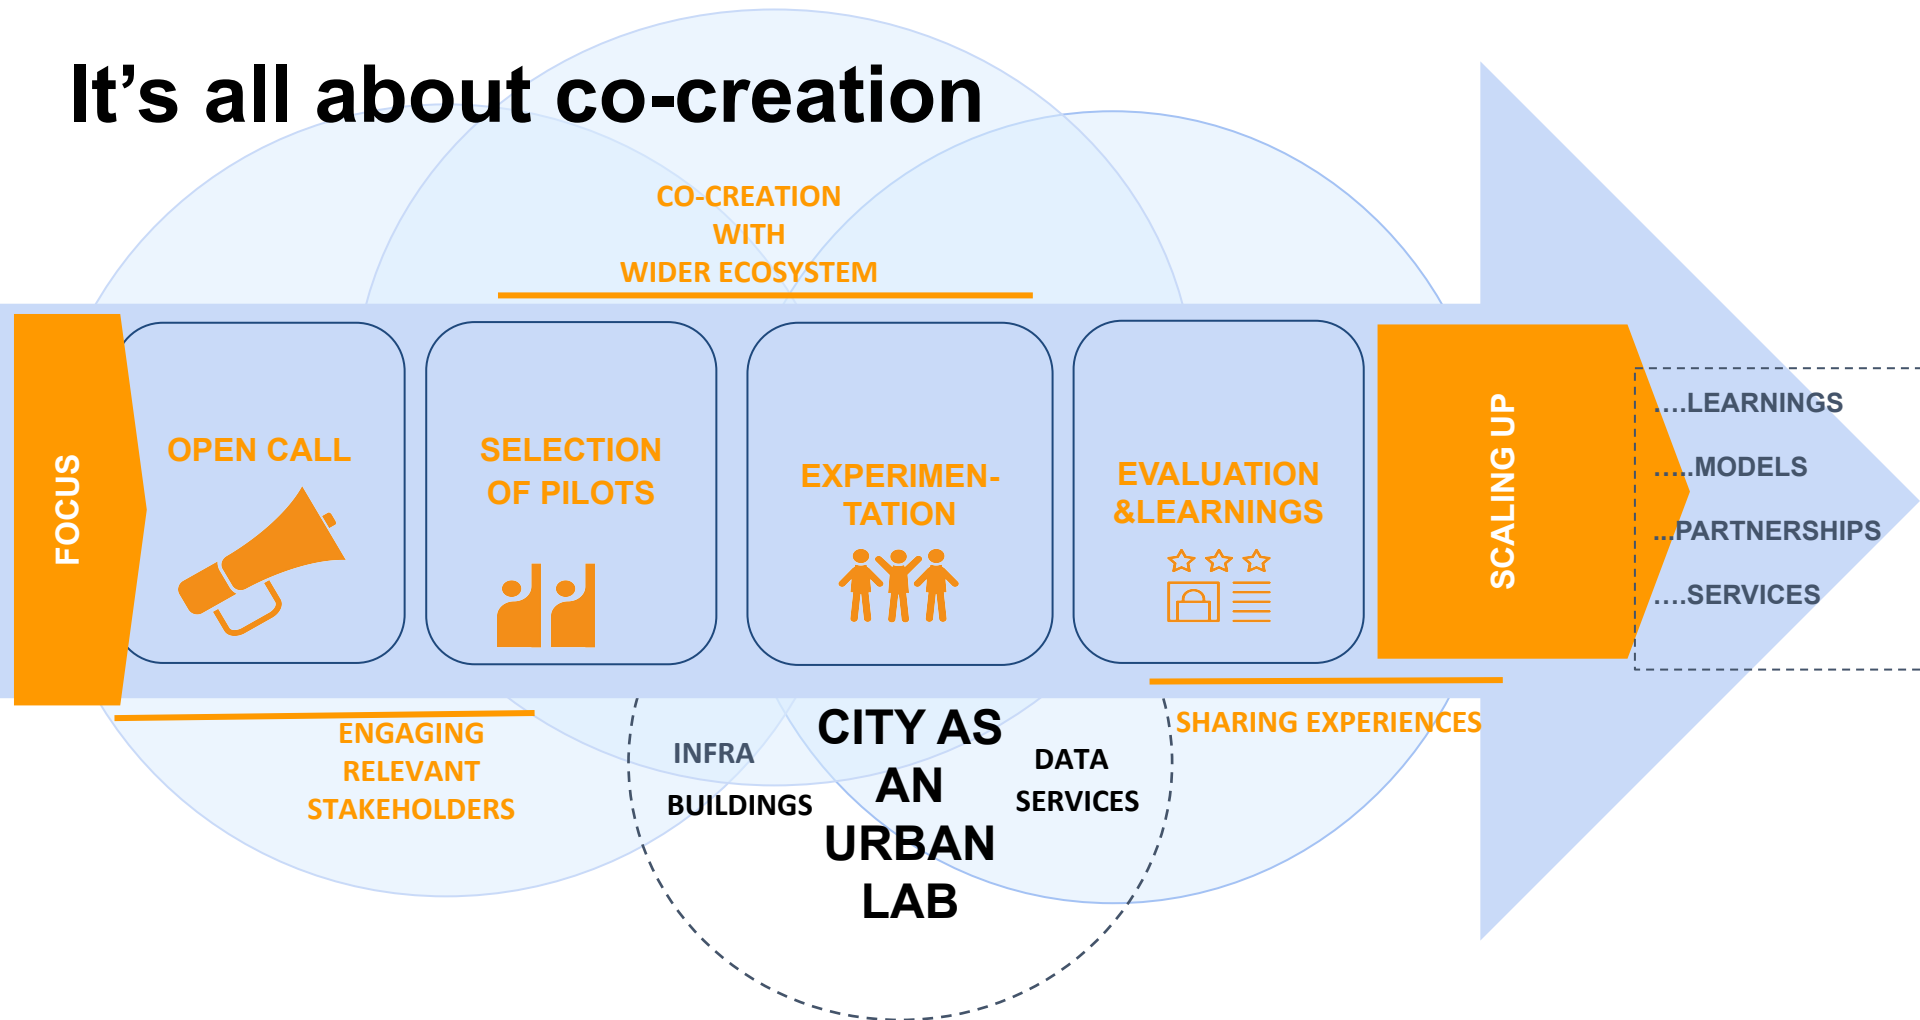 It’s all about co-creation
CO-CREATION
WITH
WIDER ECOSYSTEM
FOCUS
OPEN CALL
SELECTION
OF PILOTS
EXPERIMEN-
TATION
EVALUATION
&LEARNINGS
SCALING UP
....LEARNINGS
.....MODELS
...PARTNERSHIPS
....SERVICES
ENGAGING
RELEVANT
STAKEHOLDERS
INFRA
BUILDINGS
CITY AS
AN
URBAN
LAB
DATA
SERVICES
SHARING EXPERIENCES